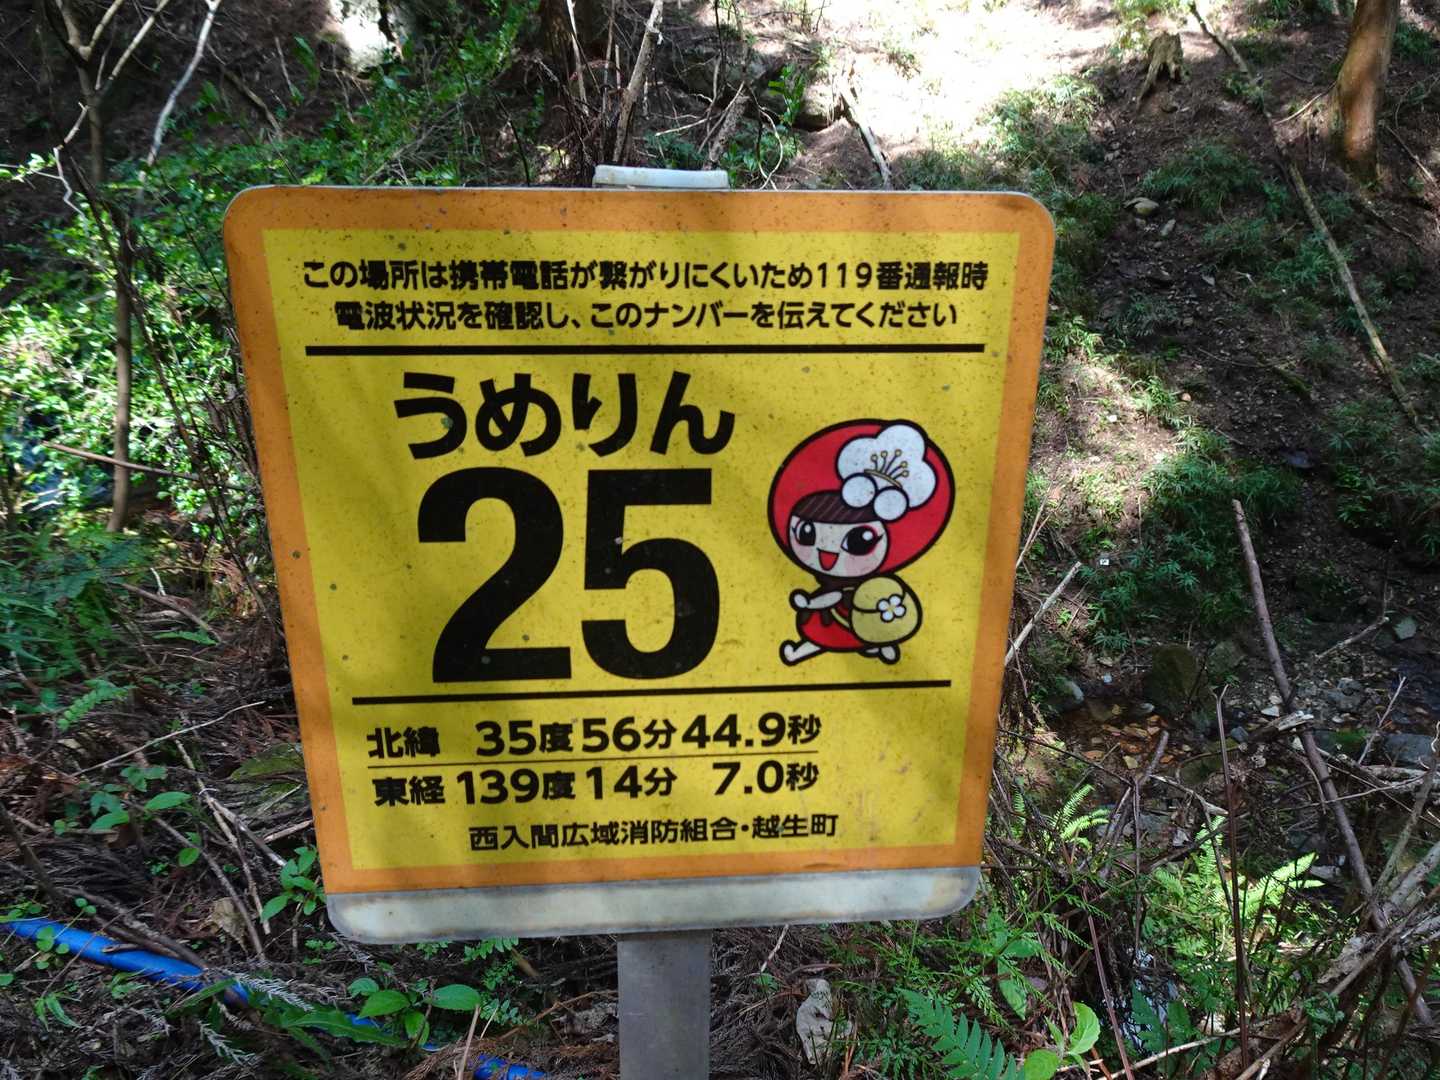 この場所は携帯電話が繋がりにくいため119番通報時
電波状況を確認し、このナンバーを伝えてください
うめりん
25
北緯 35度56分44.9秒
東経 139度14分 7.0秒
西入間広域消防組合・越生町